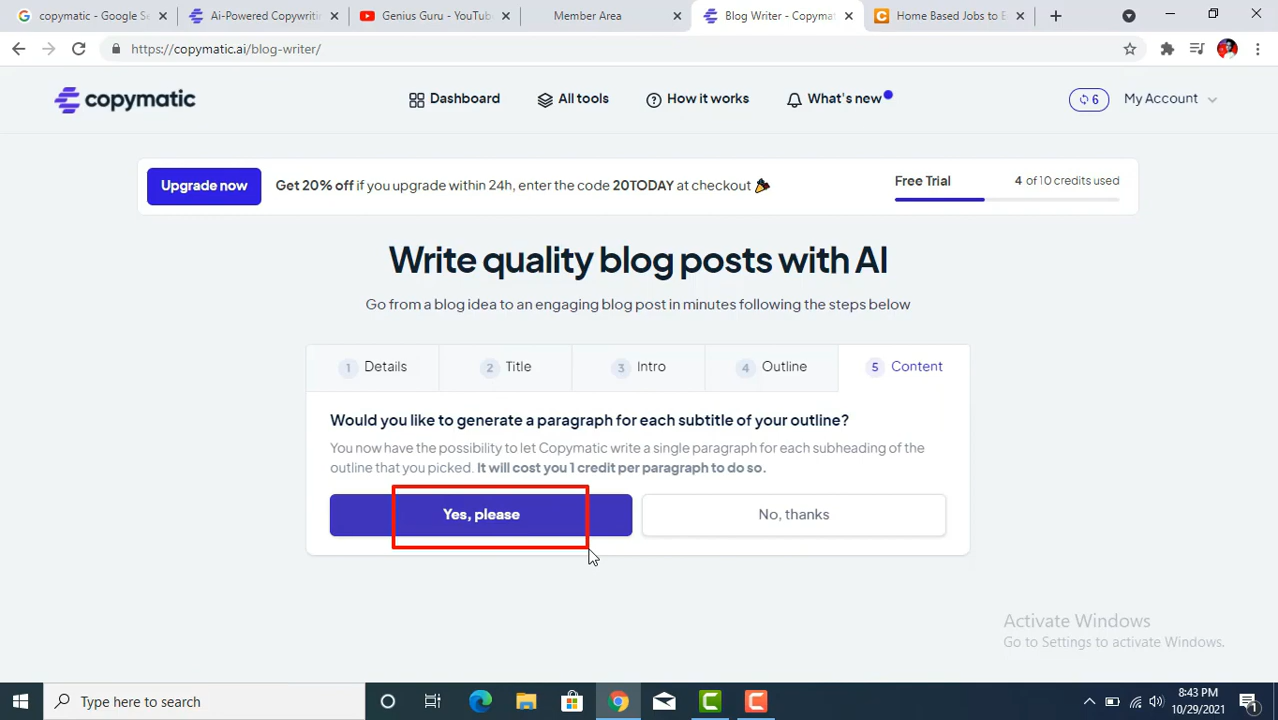 copymatic - Google Se
Ai-Powered Copywritin
Genius Guru - YouTub
Member Area
Blog Writer - Copymat
Home Based Jobs to E
https://copymatic.ai/blog-writer/
copymatic
Dashboard
All tools
How it works
What's new
6
My Account
Upgrade now
Get 20% off if you upgrade within 24h, enter the code 20TODAY at checkout
Free Trial
4 of 10 credits used
Write quality blog posts with AI
Go from a blog idea to an engaging blog post in minutes following the steps below
1 Details
2 Title
3 Intro
4 Outline
5 Content
Would you like to generate a paragraph for each subtitle of your outline?
You now have the possibility to let Copymatic write a single paragraph for each subheading of the
outline that you picked. It will cost you 1 credit per paragraph to do so.
Yes, please
No, thanks
Activate Windows
Go to Settings to activate Windows.
Type here to search
8:43 PM
10/29/2021
1